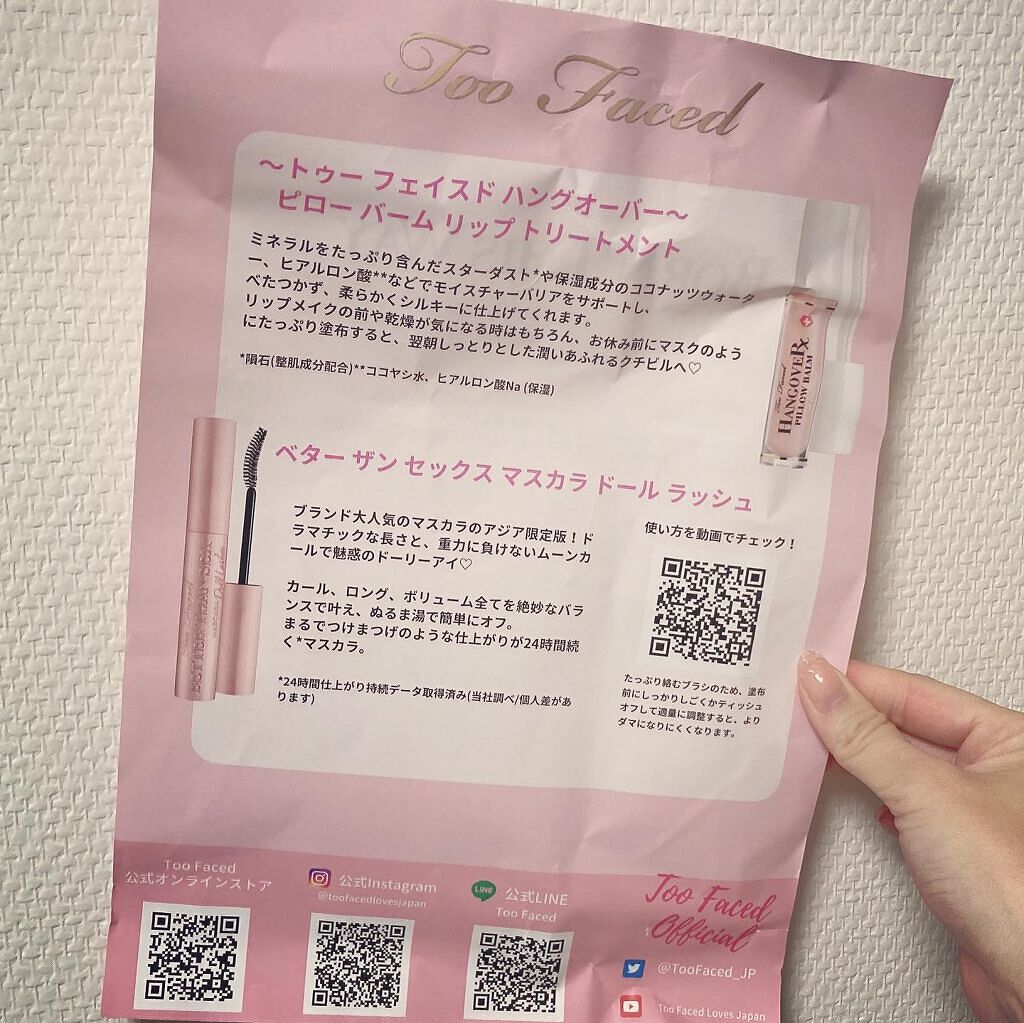 Too Faced
～トゥー フェイスド ハングオーバー～
ピロー バーム リップ トリートメント
ミネラルをたっぷり含んだスターダスト*や保湿成分のココナッツウォータ
ー、ヒアルロン酸**などでモイスチャーバリアをサポートし、
べたつかず、柔らかくシルキーに仕上げてくれます。
リップメイクの前や乾燥が気になる時はもちろん、お休み前にマスクのよう
にたっぷり塗布すると、翌朝しっとりとした潤いあふれるクチビルへ♡
*隕石(整肌成分配合)**ココヤシ水、ヒアルロン酸Na (保湿)
Too Faced
HANGOVER RX
PILLOW BALM
ベター ザン セックス マスカラ ドール ラッシュ
BETTER THAN SEX
ブランド大人気のマスカラのアジア限定版！ド
ラマチックな長さと、重力に負けないムーンカ
ールで魅惑のドーリーアイ♡
カール、ロング、ボリューム全てを絶妙なバラ
ンスで叶え、ぬるま湯で簡単にオフ。
まるでつけまつげのような仕上がりが24時間続
く*マスカラ。
*24時間仕上がり持続データ取得済み(当社調べ/個人差があ
ります)
使い方を動画でチェック！
たっぷり絡むブラシのため、塗布
前にしっかりしごくかティッシュ
オフして適量に調整すると、より
ダマになりにくくなります。
Too Faced
公式オンラインストア
公式Instagram
@toofacedlovesjapan
LINE
公式LINE
Too Faced
Too Faced
Official
@TooFaced_JP
Too Faced Loves Japan